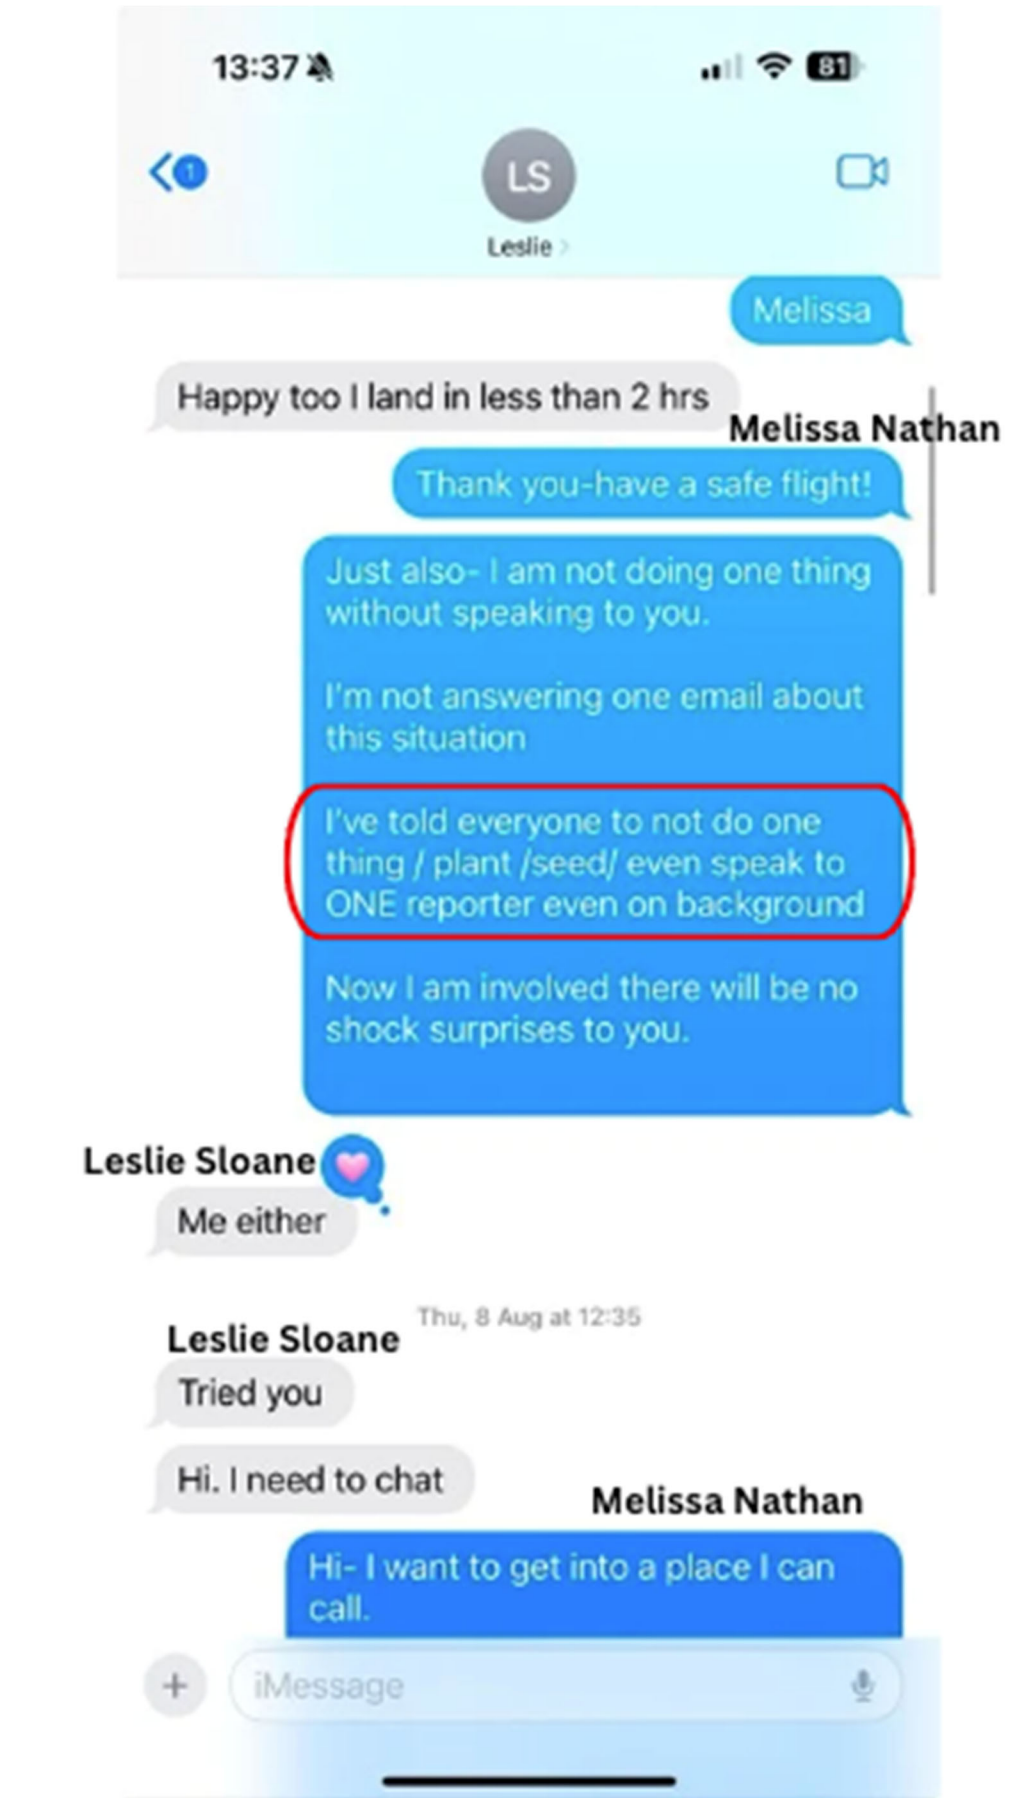 13:37
81
1
LS
Leslie
Melissa
Happy too I land in less than 2 hrs
Melissa Nathan
Thank you-have a safe flight!
Just also- I am not doing one thing
without speaking to you.
I'm not answering one email about
this situation
I've told everyone to not do one
thing / plant /seed/ even speak to
ONE reporter even on background
Now I am involved there will be no
shock surprises to you.
Leslie Sloane
Me either
Thu, 8 Aug at 12:35
Leslie Sloane
Tried you
Hi. I need to chat
Melissa Nathan
Hi- I want to get into a place I can
call.
iMessage